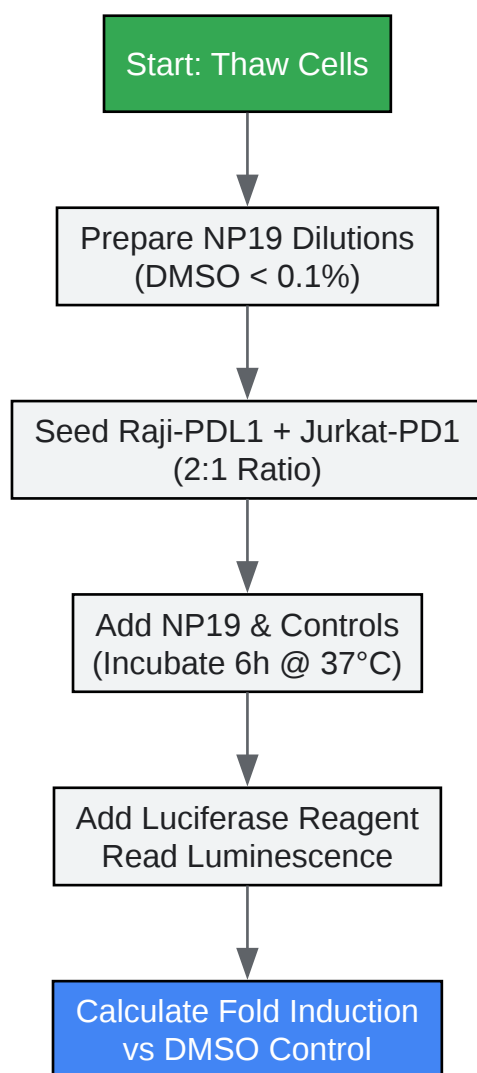 Start: Thaw Cells
Prepare NP19 Dilutions
(DMSO < 0.1%)
Seed Raji-PDL1 + Jurkat-PD1
(2:1 Ratio)
Add NP19 & Controls
(Incubate 6h @ 37°C)
Add Luciferase Reagent
Read Luminescence
Calculate Fold Induction
vs DMSO Control